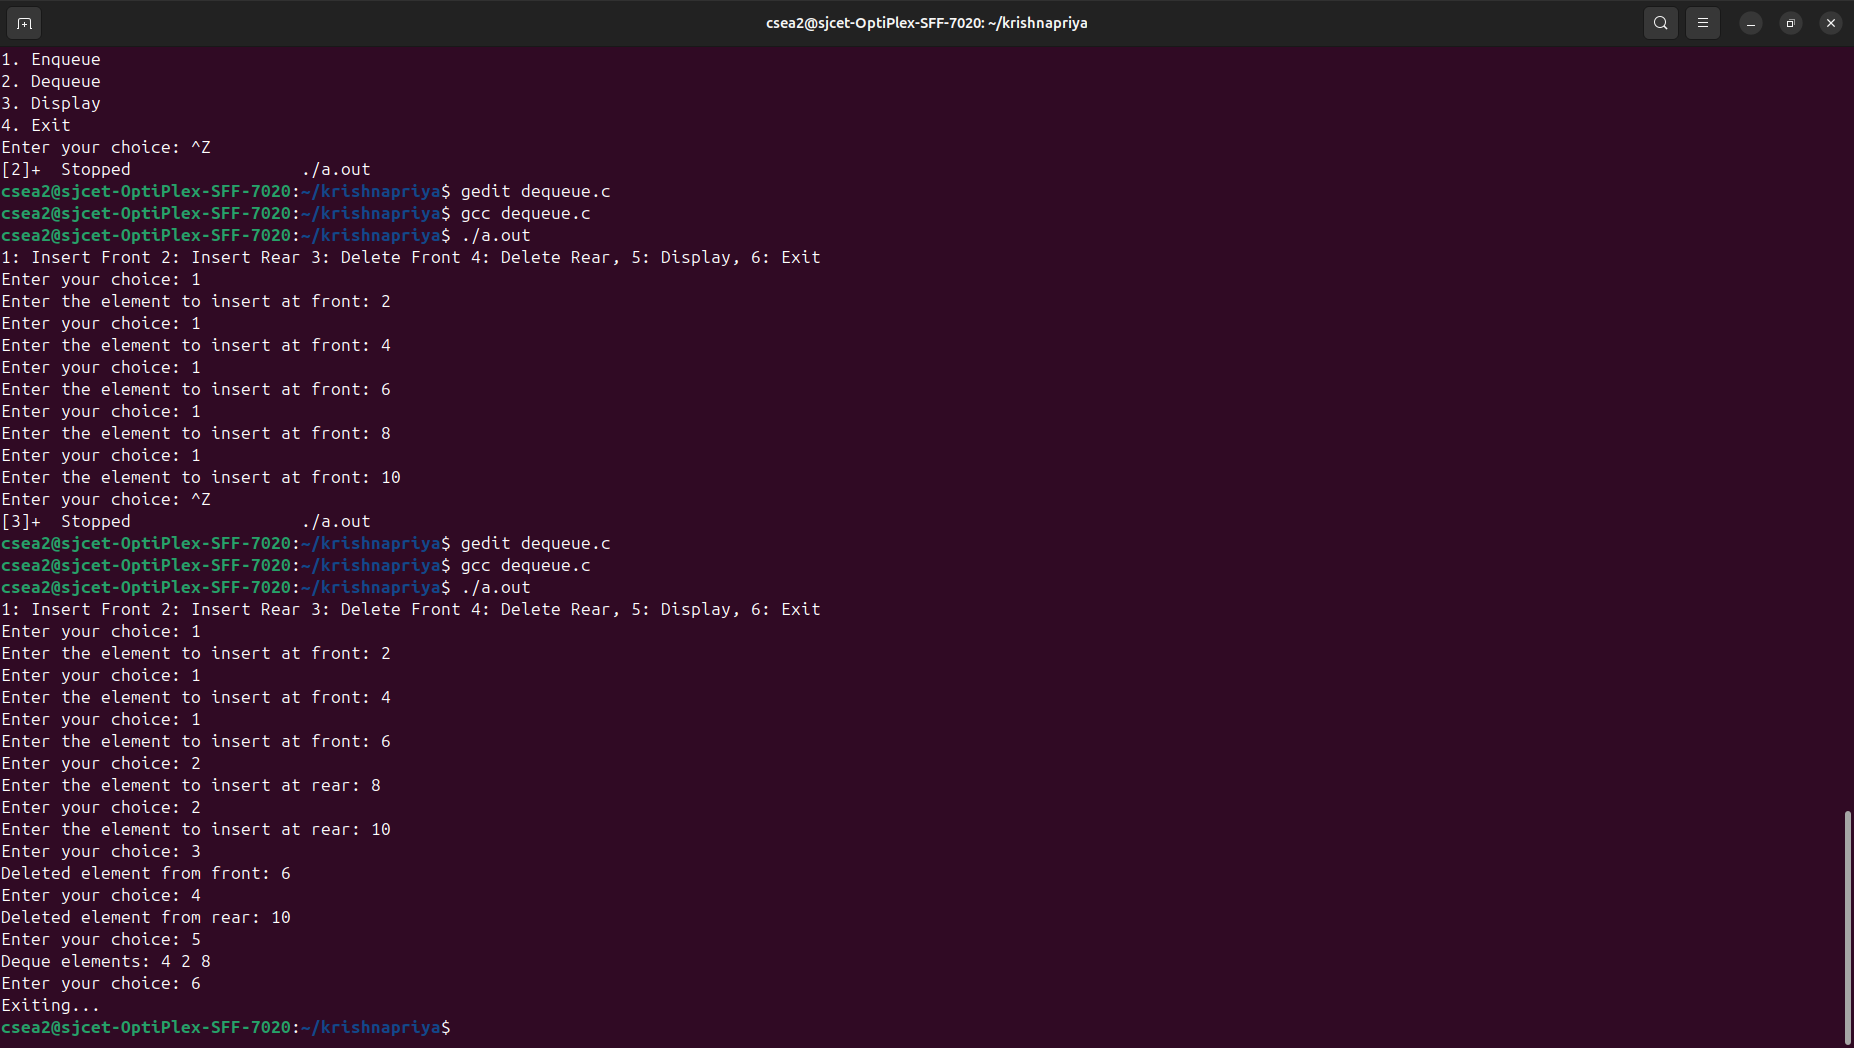 csea2@sjcet-OptiPlex-SFF-7020: ~/krishnapriya
1. Enqueue
2. Dequeue
3. Display
4. Exit
Enter your choice: ^Z
[2]+  Stopped                 ./a.out
csea2@sjcet-OptiPlex-SFF-7020:~/krishnapriya$ gedit dequeue.c
csea2@sjcet-OptiPlex-SFF-7020:~/krishnapriya$ gcc dequeue.c
csea2@sjcet-OptiPlex-SFF-7020:~/krishnapriya$ ./a.out
1: Insert Front 2: Insert Rear 3: Delete Front 4: Delete Rear, 5: Display, 6: Exit
Enter your choice: 1
Enter the element to insert at front: 2
Enter your choice: 1
Enter the element to insert at front: 4
Enter your choice: 1
Enter the element to insert at front: 6
Enter your choice: 1
Enter the element to insert at front: 8
Enter your choice: 1
Enter the element to insert at front: 10
Enter your choice: ^Z
[3]+  Stopped                 ./a.out
csea2@sjcet-OptiPlex-SFF-7020:~/krishnapriya$ gedit dequeue.c
csea2@sjcet-OptiPlex-SFF-7020:~/krishnapriya$ gcc dequeue.c
csea2@sjcet-OptiPlex-SFF-7020:~/krishnapriya$ ./a.out
1: Insert Front 2: Insert Rear 3: Delete Front 4: Delete Rear, 5: Display, 6: Exit
Enter your choice: 1
Enter the element to insert at front: 2
Enter your choice: 1
Enter the element to insert at front: 4
Enter your choice: 1
Enter the element to insert at front: 6
Enter your choice: 2
Enter the element to insert at rear: 8
Enter your choice: 2
Enter the element to insert at rear: 10
Enter your choice: 3
Deleted element from front: 6
Enter your choice: 4
Deleted element from rear: 10
Enter your choice: 5
Deque elements: 4 2 8
Enter your choice: 6
Exiting...
csea2@sjcet-OptiPlex-SFF-7020:~/krishnapriya$